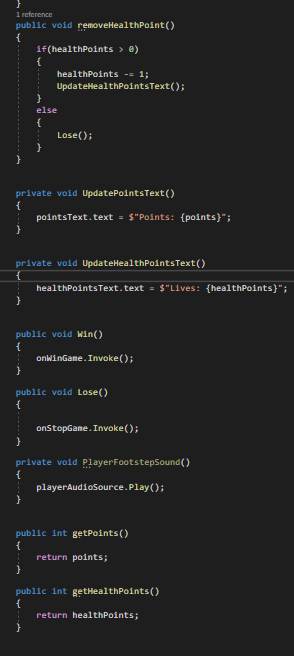 }
1 reference
public void removeHealthPoint()
{
if(healthPoints > 0)
{
healthPoints -= 1;
UpdateHealthPointsText();
}
else
{
Lose();
}
}
private void UpdatePointsText()
{
pointsText.text = $"Points: {points}";
}
private void UpdateHealthPointsText()
{
healthPointsText.text = $"Lives: {healthPoints}";
}
public void Win()
{
onWinGame.Invoke();
}
public void Lose()
{
onStopGame.Invoke();
}
private void PlayerFootstepSound()
{
playerAudioSource.Play();
}
public int getPoints()
{
return points;
}
public int getHealthPoints()
{
return healthPoints;
}